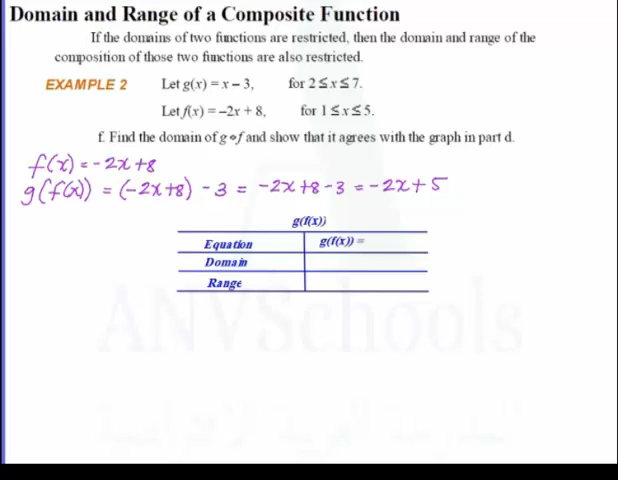 Domain and Range of a Composite Function
If the domains of two functions are restricted, then the domain and range of the
composition of those two functions are also restricted.
EXAMPLE 2 Let g(x) = x – 3, for 2 ≤ x ≤ 7.
Let f(x) = –2x + 8, for 1 ≤ x ≤ 5.
f. Find the domain of g ∘ f and show that it agrees with the graph in part d.
f(x) = -2x+8
g(f(x)) = (-2x+8) - 3 = -2x+8-3 = -2x+5
g(f(x))
Equation g(f(x)) =
Domain
Range
ANVSchools